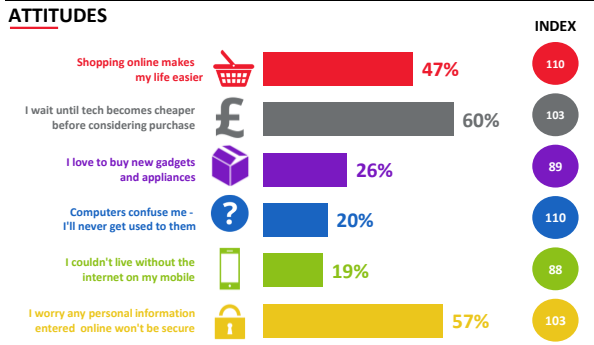 ATTITUDES
INDEX
Shopping online makes
my life easier
47%
110
I wait until tech becomes cheaper
before considering purchase
£
60%
103
I love to buy new gadgets
and appliances
26%
89
Computers confuse me -
I'll never get used to them
?
20%
110
I couldn't live without the
internet on my mobile
19%
88
I worry any personal information
entered online won't be secure
57%
103